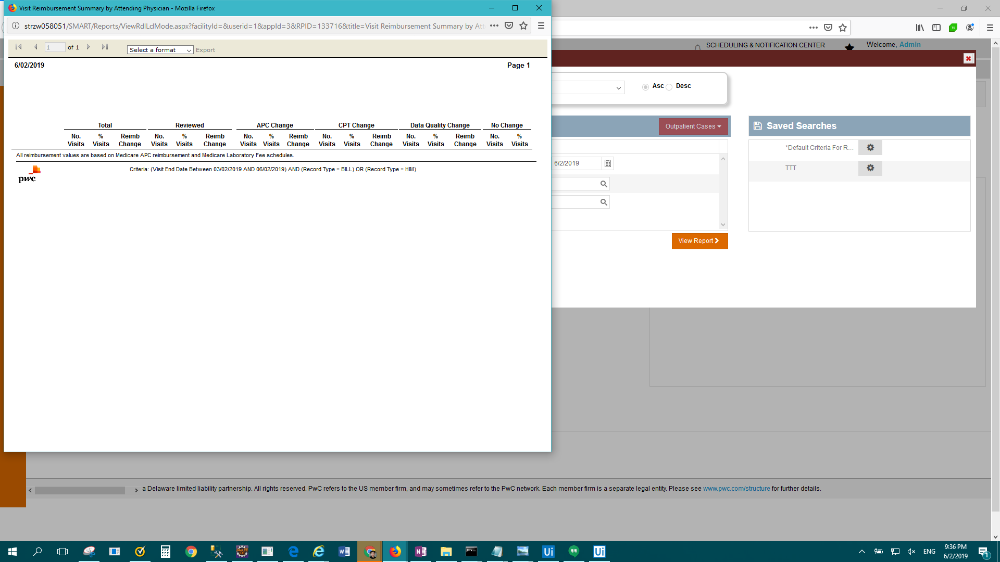 Visit Reimbursement Summary by Attending Physician - Mozilla Firefox
strzw058051/SMART/Reports/ViewRdlLclMode.aspx?facilityId=&userid=1&appId=3&RPID=133716&title=Visit Reimbursement Summary by Att
1 of 1 Select a format Export
6/02/2019 Page 1
Total Reviewed APC Change CPT Change Data Quality Change No Change
No. % Reimb No. % Reimb No. % Reimb No. % Reimb No. % Reimb No. %
Visits Visits Change Visits Visits Change Visits Visits Change Visits Visits Change Visits Visits Change Visits Visits
All reimbursement values are based on Medicare APC reimbursement and Medicare Laboratory Fee schedules.
pwc
Criteria: (Visit End Date Between 03/02/2019 AND 06/02/2019) AND (Record Type = BILL) OR (Record Type = HIM)
SCHEDULING & NOTIFICATION CENTER
Welcome, Admin
Asc Desc
Outpatient Cases
Saved Searches
*Default Criteria For R...
6/2/2019
TTT
View Report
a Delaware limited liability partnership. All rights reserved. PwC refers to the US member firm, and may sometimes refer to the PwC network. Each member firm is a separate legal entity. Please see www.pwc.com/structure for further details.
ENG
9:36 PM
6/2/2019
1